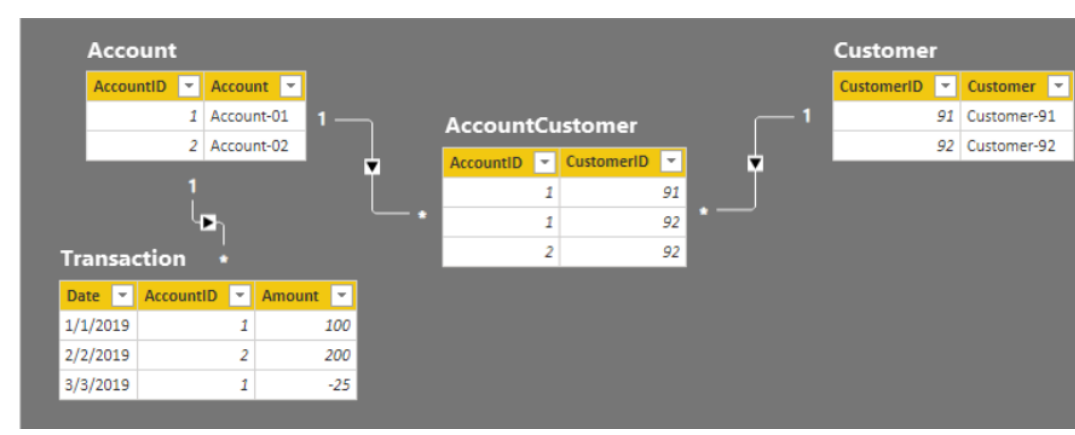 Account
AccountID Account
1 Account-01
2 Account-02
1
1
*
AccountCustomer
AccountID CustomerID
1 91
1 92
2 92
Customer
CustomerID Customer
91 Customer-91
92 Customer-92
1
*
Transaction
*
Date AccountID Amount
1/1/2019 1 100
2/2/2019 2 200
3/3/2019 1 -25